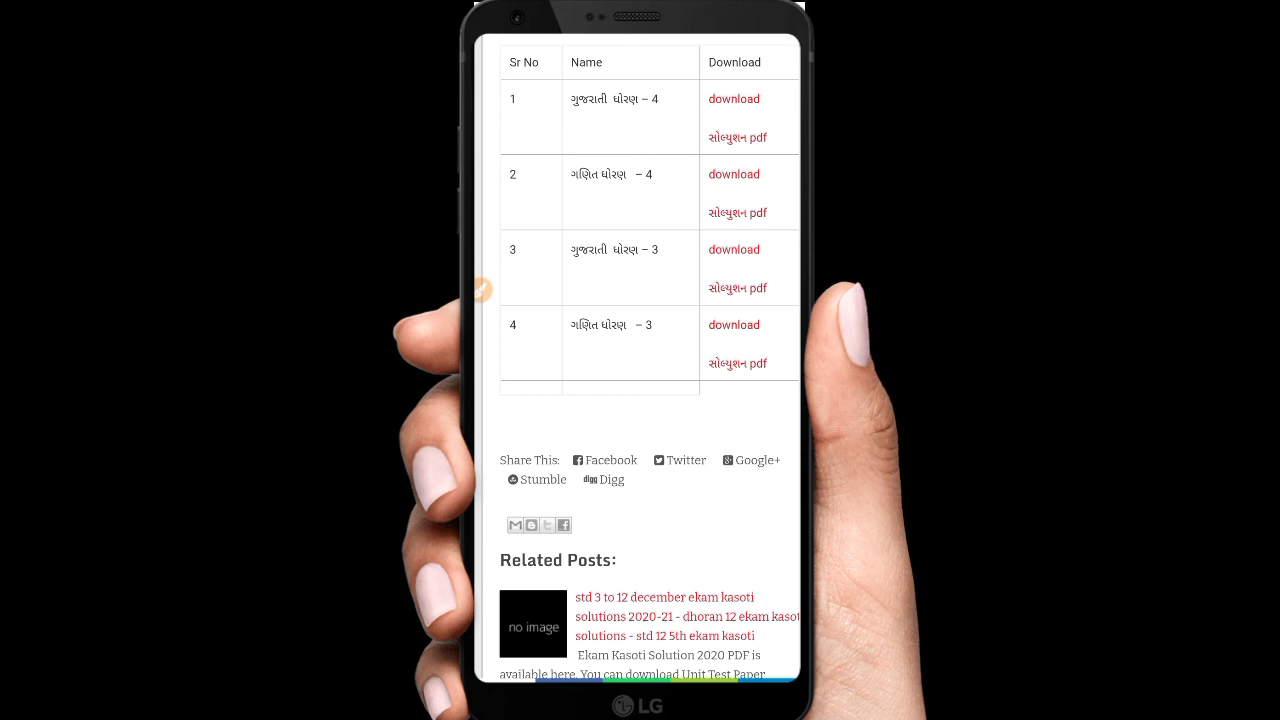 Sr No Name Download
1 ગુજરાતી ધોરણ – 4 download
સોલ્યુશન pdf
2 ગણિત ધોરણ – 4 download
સોલ્યુશન pdf
3 ગુજરાતી ધોરણ – 3 download
સોલ્યુશન pdf
4 ગણિત ધોરણ – 3 download
સોલ્યુશન pdf
Share This: Facebook Twitter Google+
Stumble digg Digg
Related Posts:
no image
std 3 to 12 december ekam kasoti
solutions 2020-21 - dhoran 12 ekam kasot
solutions - std 12 5th ekam kasoti
Ekam Kasoti Solution 2020 PDF is
available here. You can download Unit Test Paper
LG